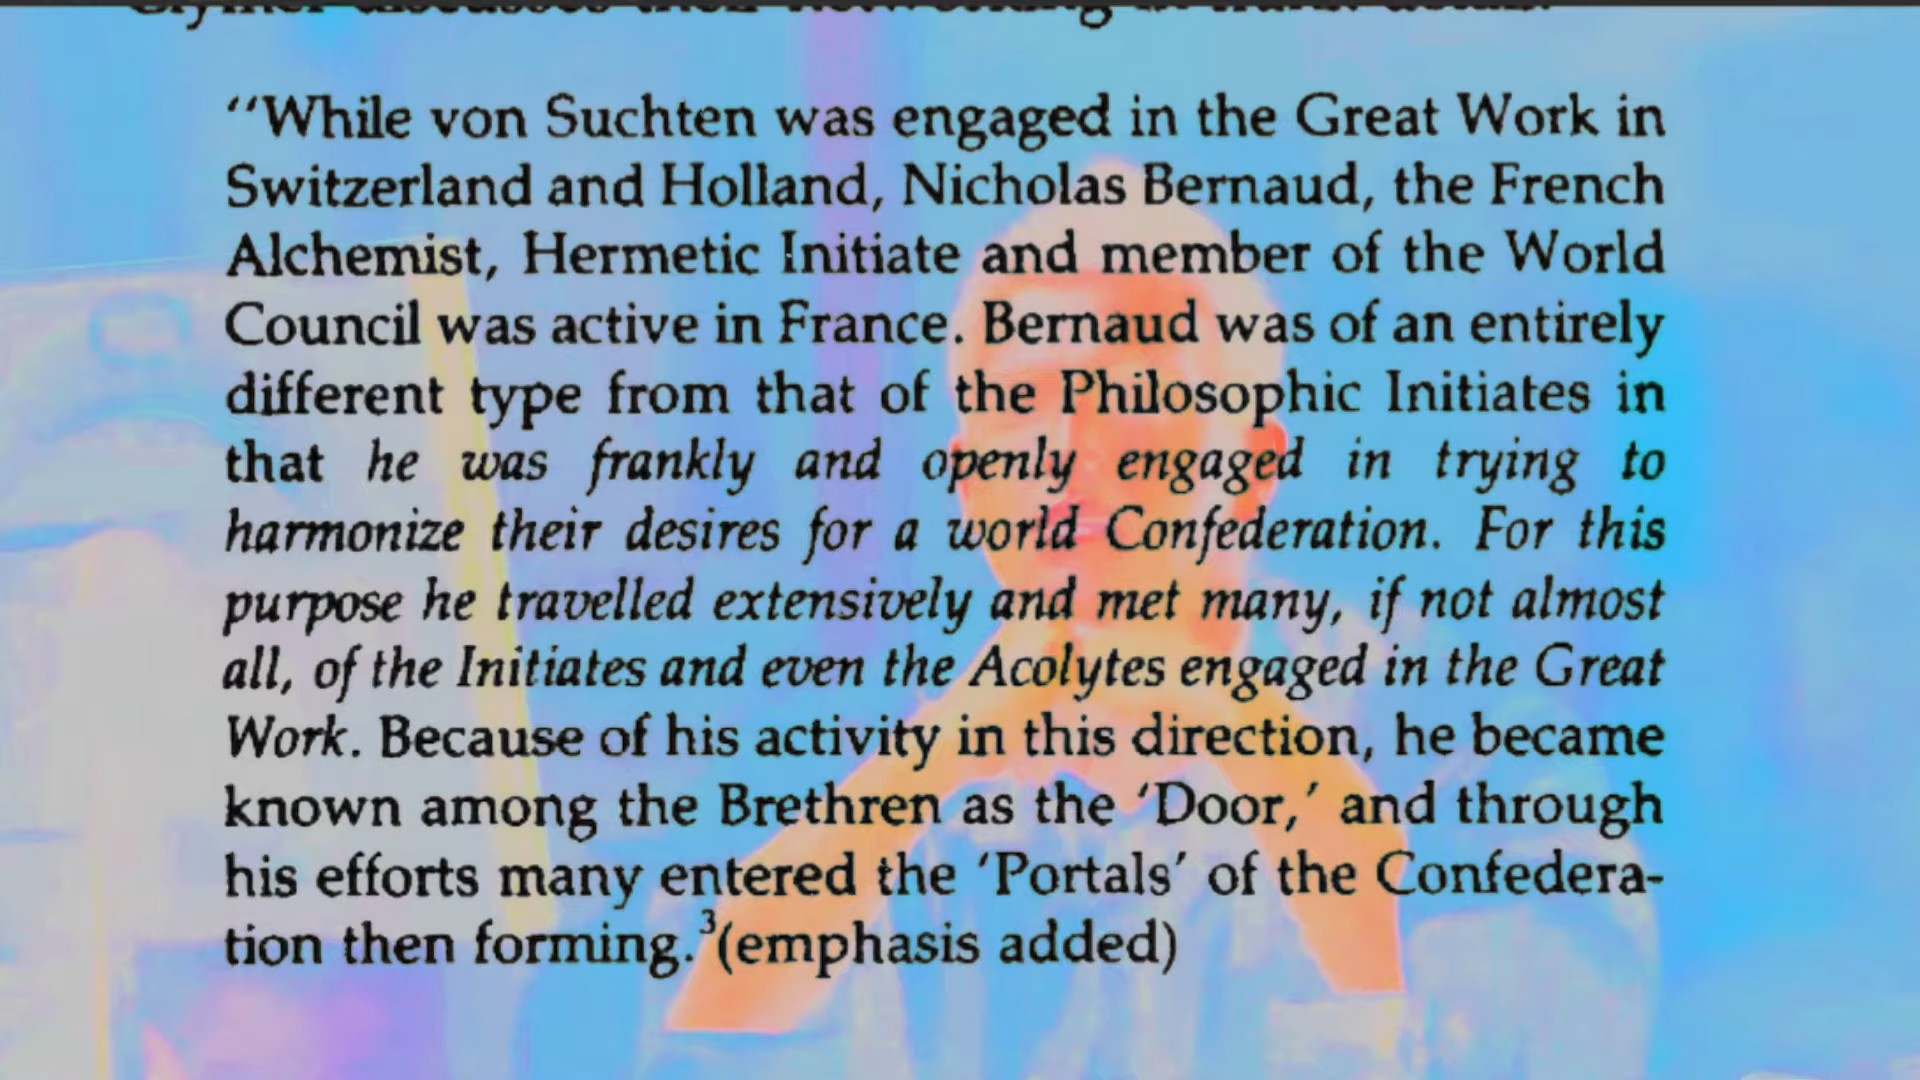 "While von Suchten was engaged in the Great Work in
Switzerland and Holland, Nicholas Bernaud, the French
Alchemist, Hermetic Initiate and member of the World
Council was active in France. Bernaud was of an entirely
different type from that of the Philosophic Initiates in
that he was frankly and openly engaged in trying to
harmonize their desires for a world Confederation. For this
purpose he travelled extensively and met many, if not almost
all, of the Initiates and even the Acolytes engaged in the Great
Work. Because of his activity in this direction, he became
known among the Brethren as the 'Door,' and through
his efforts many entered the 'Portals' of the Confedera-
tion then forming.³(emphasis added)